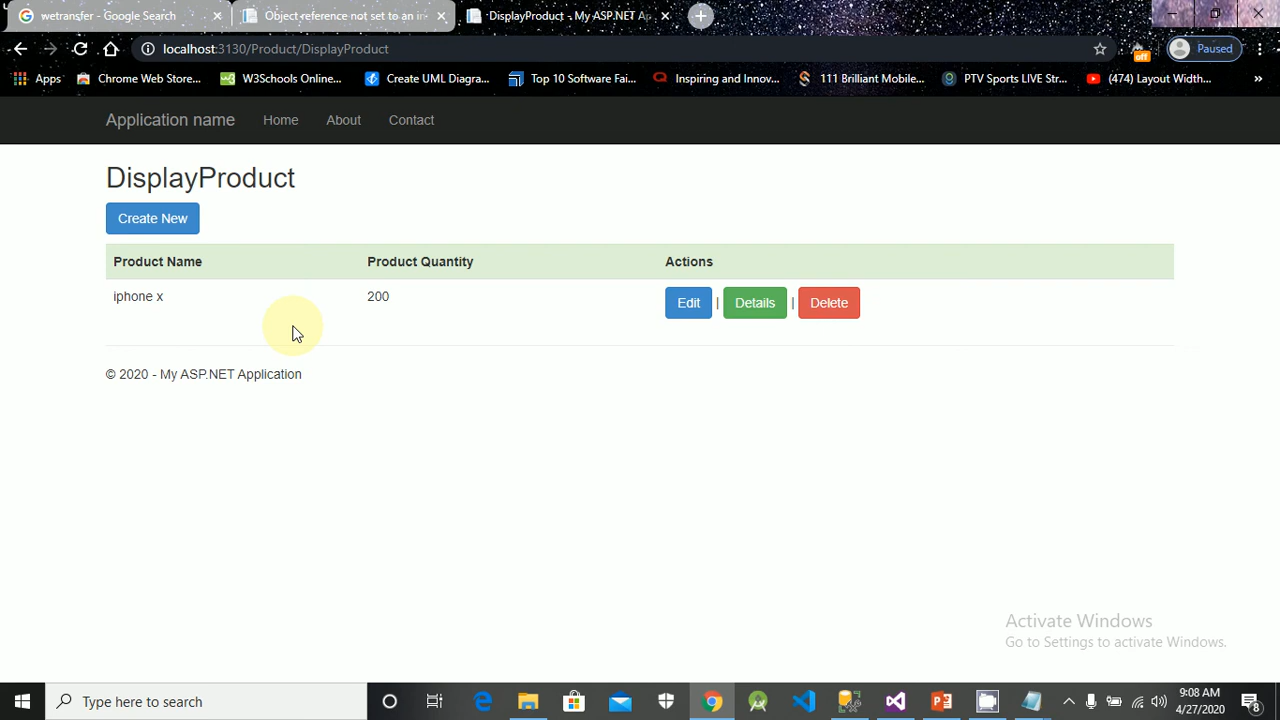 wetransfer - Google Search
Object reference not set to an in
DisplayProduct - My ASP.NET Ap
localhost:3130/Product/DisplayProduct
off
Paused
Apps
Chrome Web Store...
W3Schools Online...
Create UML Diagra...
Top 10 Software Fai...
Inspiring and Innov...
111 Brilliant Mobile...
PTV Sports LIVE Str...
(474) Layout Width...
»
Application name
Home
About
Contact
DisplayProduct
Create New
Product Name Product Quantity Actions
iphone x 200 Edit | Details | Delete
© 2020 - My ASP.NET Application
Activate Windows
Go to Settings to activate Windows.
Type here to search
9:08 AM
4/27/2020
8